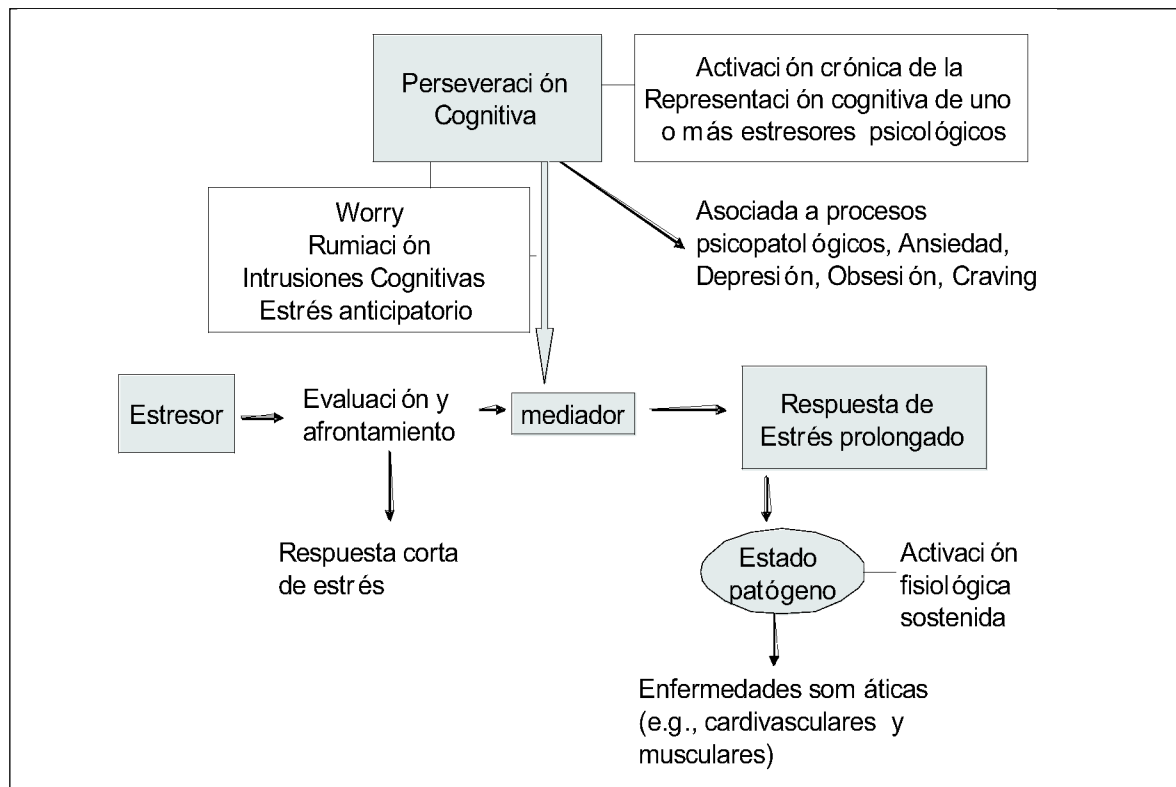 Perseveración
Cognitiva
Activación crónica de la
Representación cognitiva de uno
o más estresores psicológicos
Worry
Rumiación
Intrusiones Cognitivas
Estrés anticipatorio
Asociada a procesos
psicopatológicos, Ansiedad,
Depresión, Obsesión, Craving
Estresor
Evaluación y
afrontamiento
mediador
Respuesta de
Estrés prolongado
Respuesta corta
de estrés
Estado
patógeno
Activación
fisiológica
sostenida
Enfermedades somáticas
(e.g., cardivasculares y
musculares)